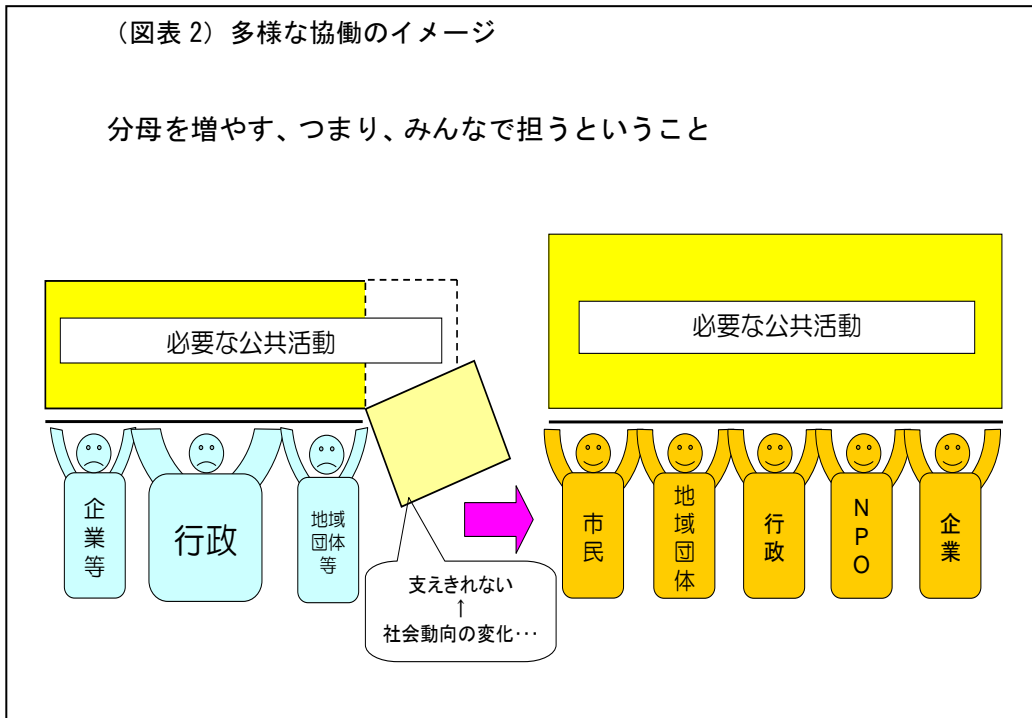 （図表 2）多様な協働のイメージ
分母を増やす、つまり、みんなで担うということ
必要な公共活動
企業等
行政
地域
団体
等
支えきれない
↑
社会動向の変化･･･
必要な公共活動
市民
地域団体
行政
NPO
企業